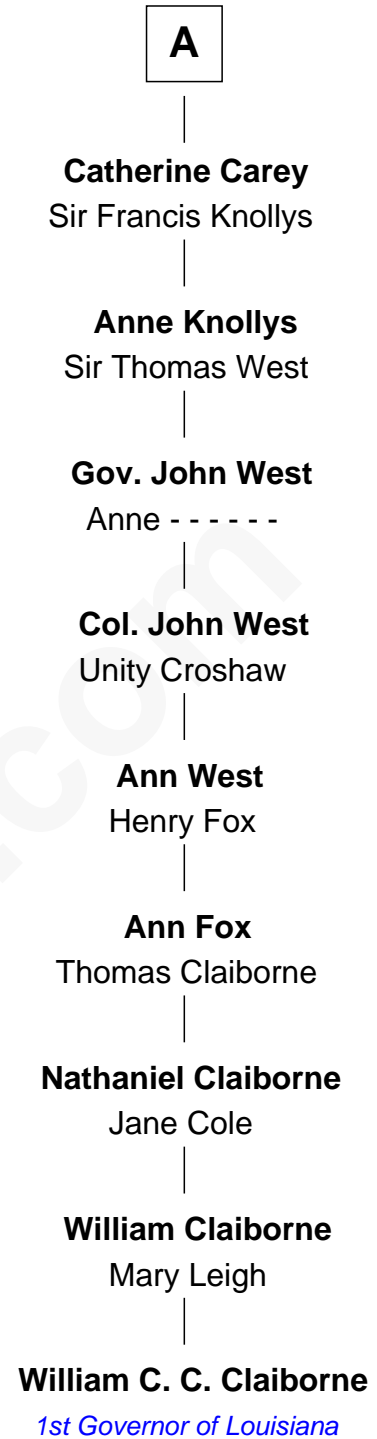 A
Catherine Carey
Sir Francis Knollys
Anne Knollys
Sir Thomas West
Gov. John West
Anne - - - - - -
Col. John West
Unity Croshaw
Ann West
Henry Fox
Ann Fox
Thomas Claiborne
Nathaniel Claiborne
Jane Cole
William Claiborne
Mary Leigh
William C. C. Claiborne
1st Governor of Louisiana
.com